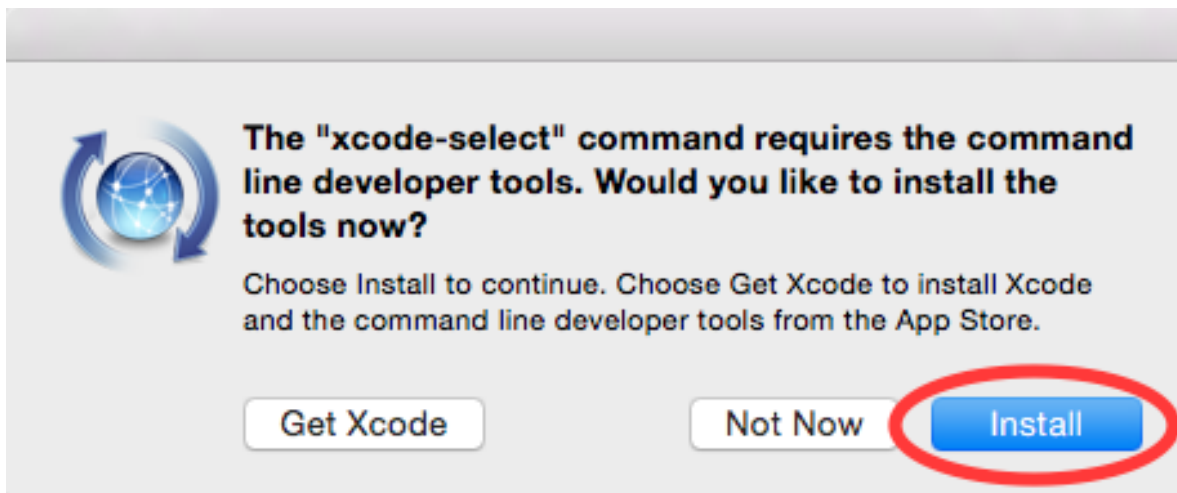 The "xcode-select" command requires the command
line developer tools. Would you like to install the
tools now?
Choose Install to continue. Choose Get Xcode to install Xcode
and the command line developer tools from the App Store.
Get Xcode
Not Now
Install